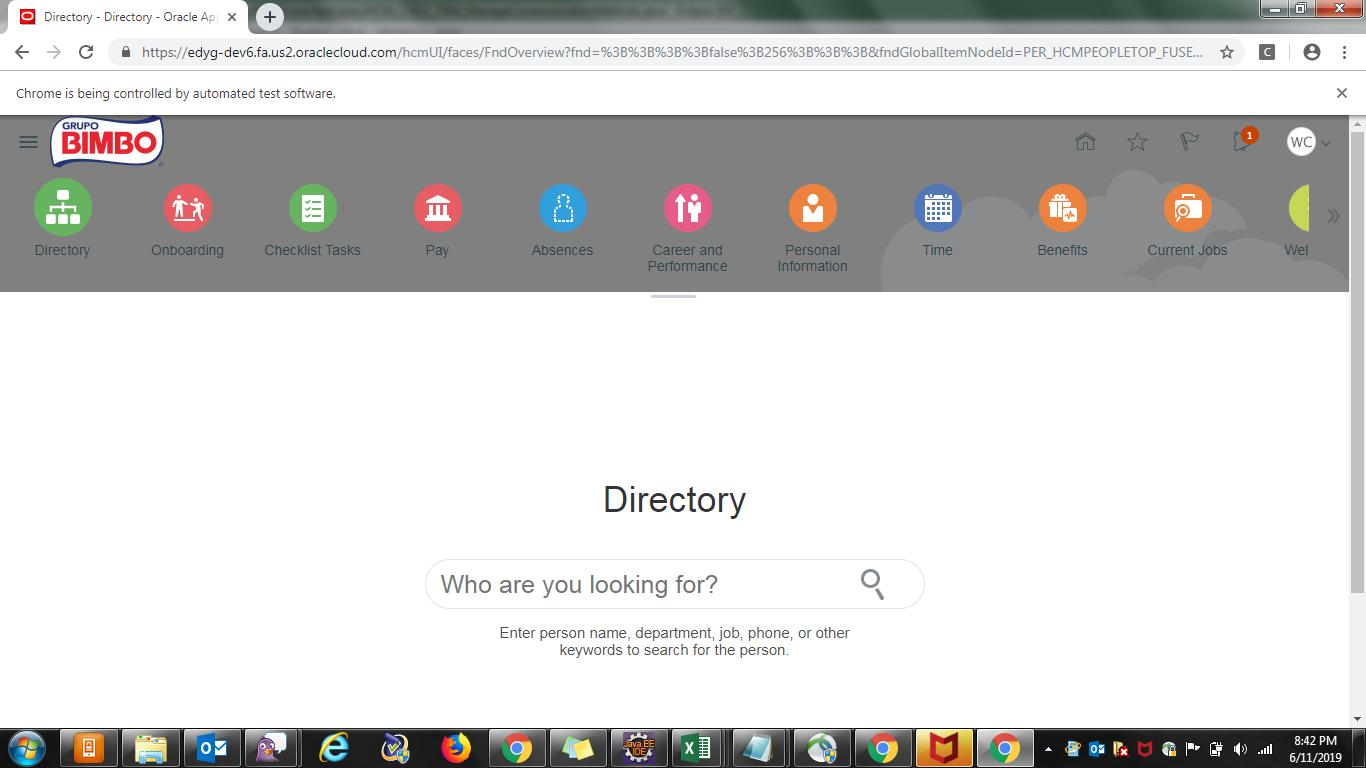 Directory - Directory - Oracle Ap
https://edyg-dev6.fa.us2.oraclecloud.com/hcmUI/faces/FndOverview?fnd=%3B%3B%3B%3Bfalse%3B256%3B%3B%3B&fndGlobalItemNodeId=PER_HCMPEOPLETOP_FUSE...
C
Chrome is being controlled by automated test software.
GRUPO
BIMBO
1
WC
Directory
Onboarding
Checklist Tasks
Pay
Absences
Career and
Performance
Personal
Information
Time
Benefits
Current Jobs
Wel
Directory
Who are you looking for?
Enter person name, department, job, phone, or other
keywords to search for the person.
Java EE
IDE
8:42 PM
6/11/2019